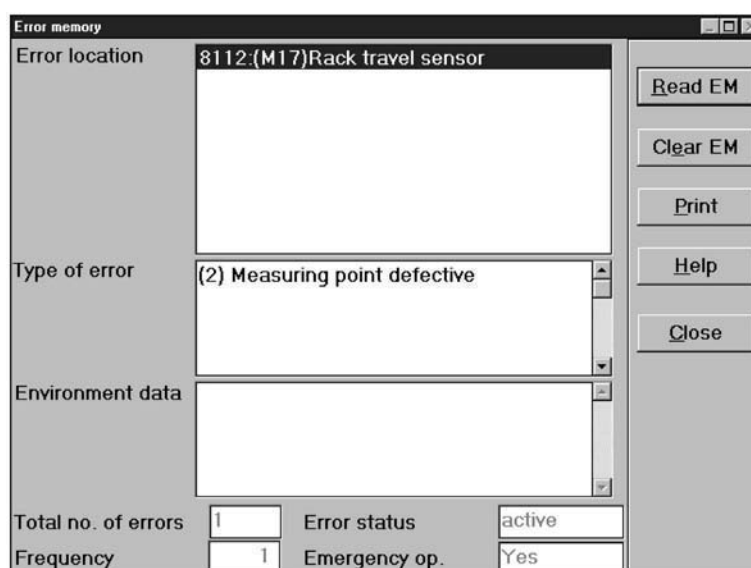 Error memory
Error location
8112:(M17)Rack travel sensor
Read EM
Clear EM
Print
Help
Close
Type of error
(2) Measuring point defective
Environment data
Total no. of errors 1 Error status active
Frequency 1 Emergency op. Yes